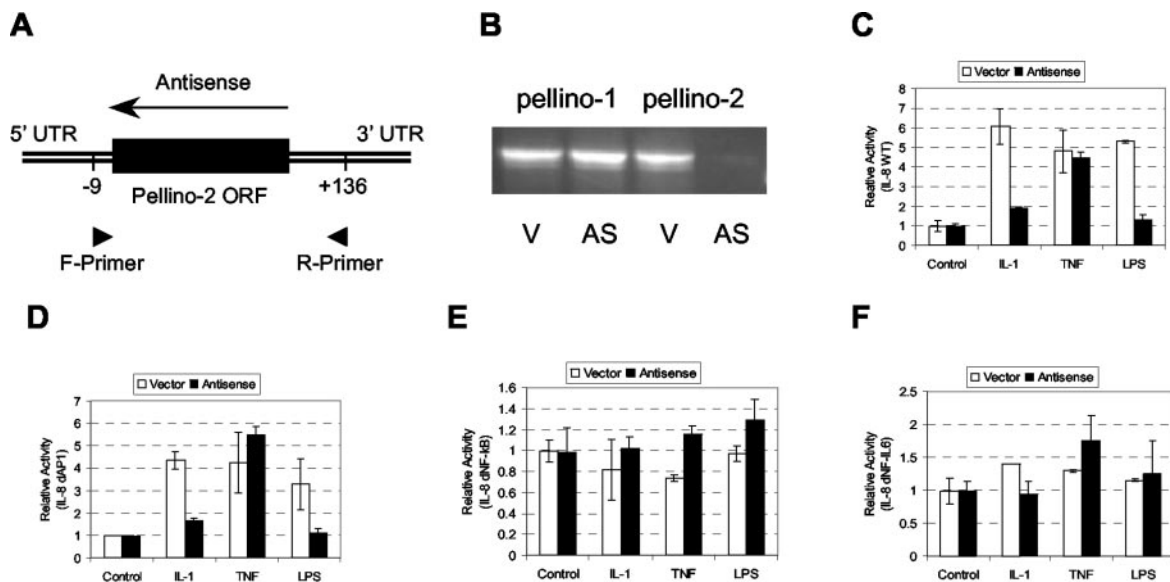 A
Antisense
5' UTR
3' UTR
-9
Pellino-2 ORF
+136
F-Primer
R-Primer
B
pellino-1 pellino-2
V AS V AS
C
Vector Antisense
Reative Activity
(IL-8 WT)
8
7
6
5
4
3
2
1
0
Control IL-1 TNF LPS
D
Vector Antisense
Relative Activity
(IL-8 dAP1)
7
6
5
4
3
2
1
0
Control IL-1 TNF LPS
E
Vector Antisense
Relative Activity
(IL-8 dNF-kB)
1.6
1.4
1.2
1
0.8
0.6
0.4
0.2
0
Control IL-1 TNF LPS
F
Vector Antisense
Relative Activity
(IL-8 dNF-IL6)
2.5
2
1.5
1
0.5
0
Control IL-1 TNF LPS